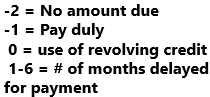 -2 = No amount due
-1 = Pay duly
0 = use of revolving credit
1-6 = # of months delayed
for payment